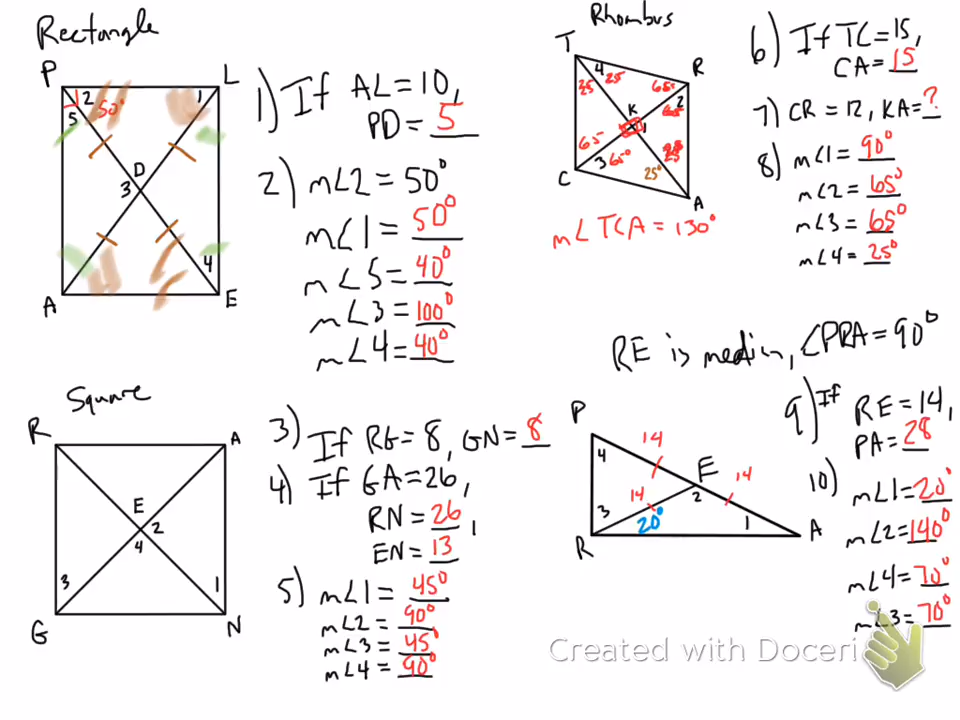 Rectangle
P
L
1
2
50°
5
1
D
3
4
A
E
1) If AL = 10,
PD = 5
2) m∠2 = 50°
m∠1 = 50°
m∠5 = 40°
m∠3 = 100°
m∠4 = 40°
Rhombus
T
4
25
25
65°
R
2
65°
K
1
65
3
65°
25
25°
C
A
m∠TCA = 130°
6) If TC = 15,
CA = 15
7) CR = 12, KA = ?
8) m∠1 = 90°
m∠2 = 65°
m∠3 = 65°
m∠4 = 25°
Square
R
A
E
2
4
3
1
G
N
3) If RG = 8, GN = 8
4) If GA = 26,
RN = 26,
EN = 13
5) m∠1 = 45°
m∠2 = 90°
m∠3 = 45°
m∠4 = 90°
RE is median, ∠PRA = 90°
P
4
14
E
14
14
2
3
20°
1
R
A
9) If RE = 14,
PA = 28
10) m∠1 = 20°
m∠2 = 140°
m∠4 = 70°
m∠3 = 70°
Created with Doceri